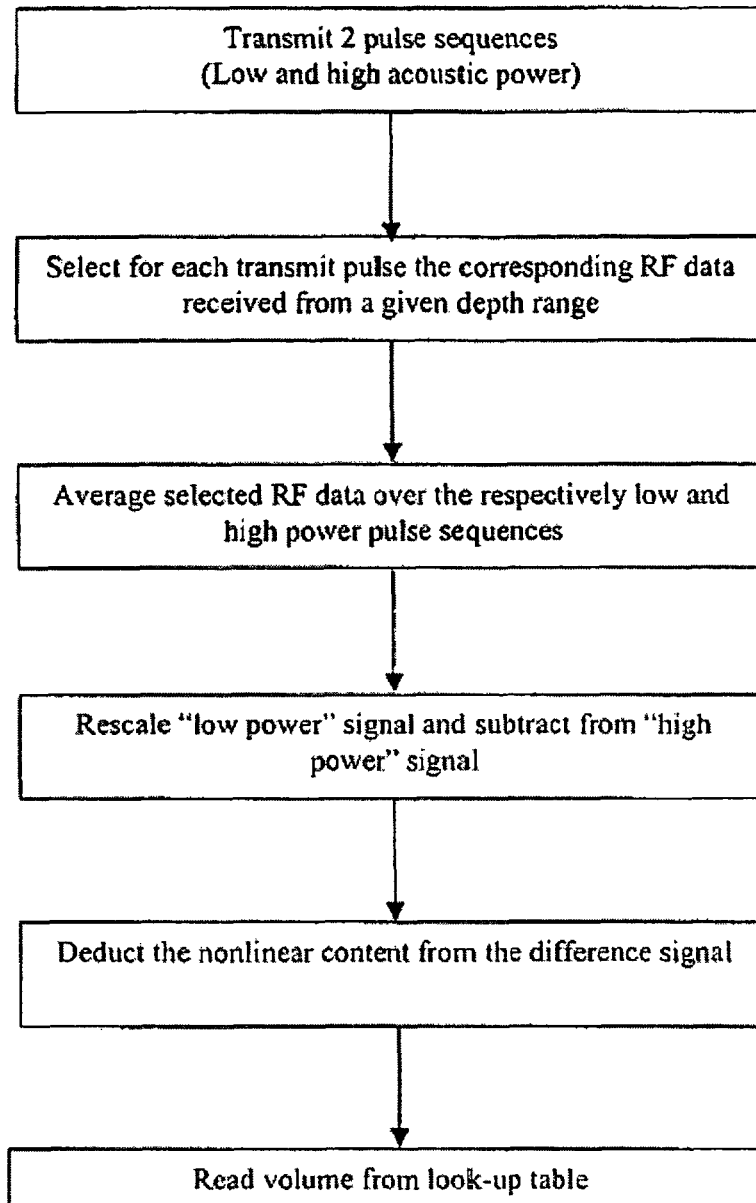 Transmit 2 pulse sequences
(Low and high acoustic power)
Select for each transmit pulse the corresponding RF data
received from a given depth range
Average selected RF data over the respectively low and
high power pulse sequences
Rescale “low power” signal and subtract from “high
power” signal
Deduct the nonlinear content from the difference signal
Read volume from look-up table